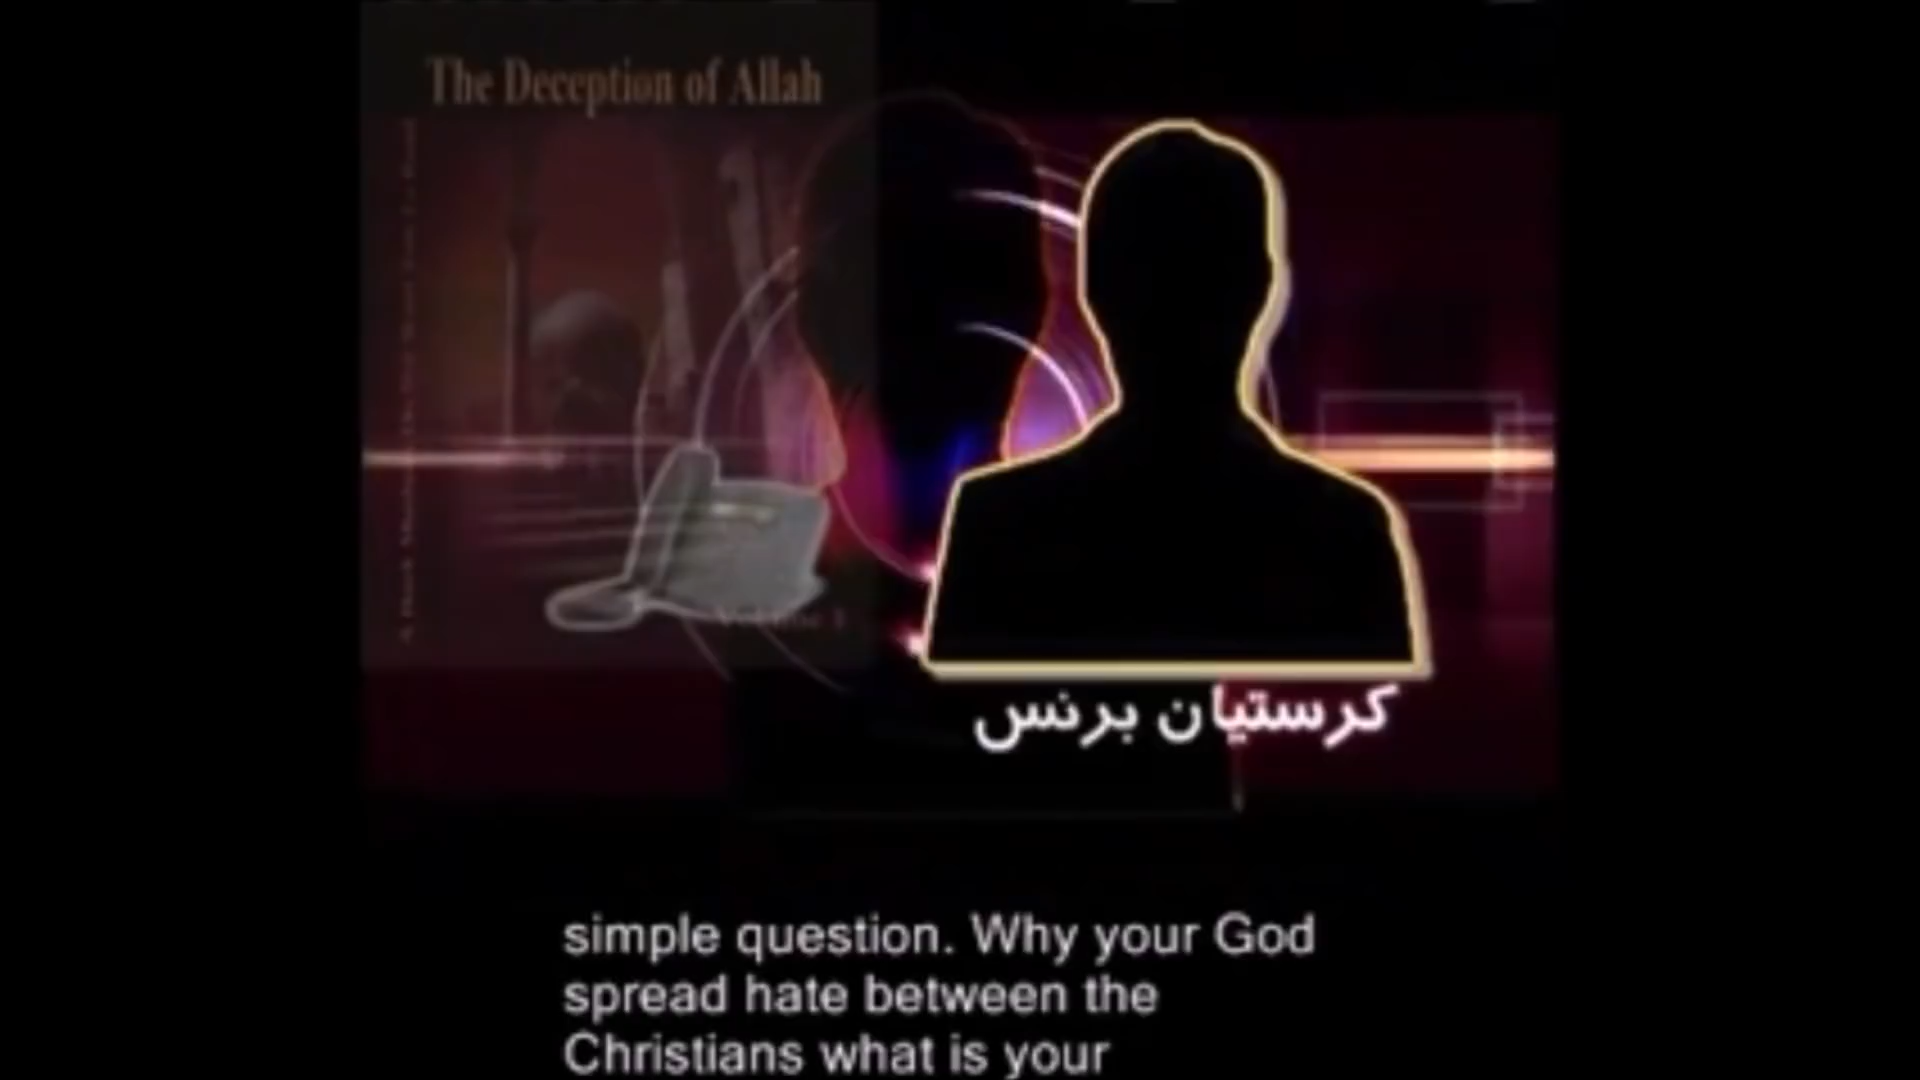 The Deception of Allah
كرستيان برنس
simple question. Why your God
spread hate between the
Christians what is your